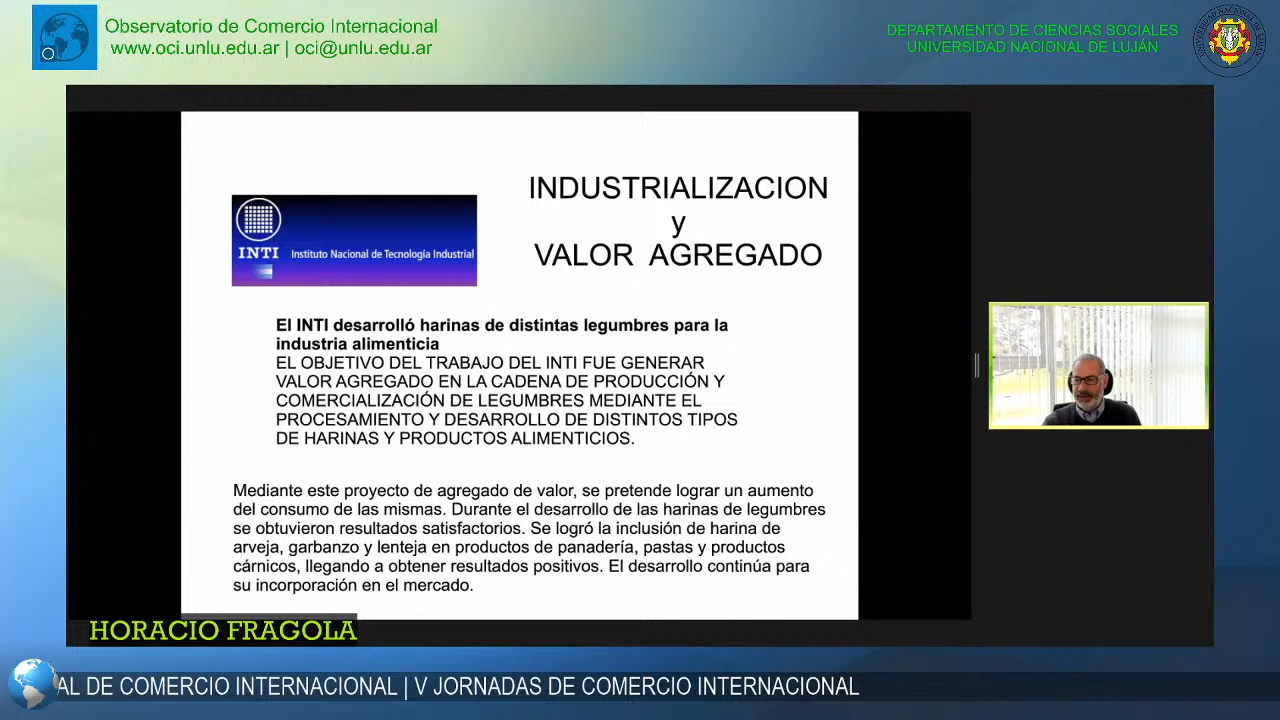 Observatorio de Comercio Internacional
www.oci.unlu.edu.ar | oci@unlu.edu.ar
DEPARTAMENTO DE CIENCIAS SOCIALES
UNIVERSIDAD NACIONAL DE LUJÁN
INDUSTRIALIZACION
y
VALOR AGREGADO
INTI
Instituto Nacional de Tecnología Industrial
El INTI desarrolló harinas de distintas legumbres para la
industria alimenticia
EL OBJETIVO DEL TRABAJO DEL INTI FUE GENERAR
VALOR AGREGADO EN LA CADENA DE PRODUCCIÓN Y
COMERCIALIZACIÓN DE LEGUMBRES MEDIANTE EL
PROCESAMIENTO Y DESARROLLO DE DISTINTOS TIPOS
DE HARINAS Y PRODUCTOS ALIMENTICIOS.
Mediante este proyecto de agregado de valor, se pretende lograr un aumento
del consumo de las mismas. Durante el desarrollo de las harinas de legumbres
se obtuvieron resultados satisfactorios. Se logró la inclusión de harina de
arveja, garbanzo y lenteja en productos de panadería, pastas y productos
cárnicos, llegando a obtener resultados positivos. El desarrollo continúa para
su incorporación en el mercado.
HORACIO FRAGOLA
AL DE COMERCIO INTERNACIONAL | V JORNADAS DE COMERCIO INTERNACIONAL